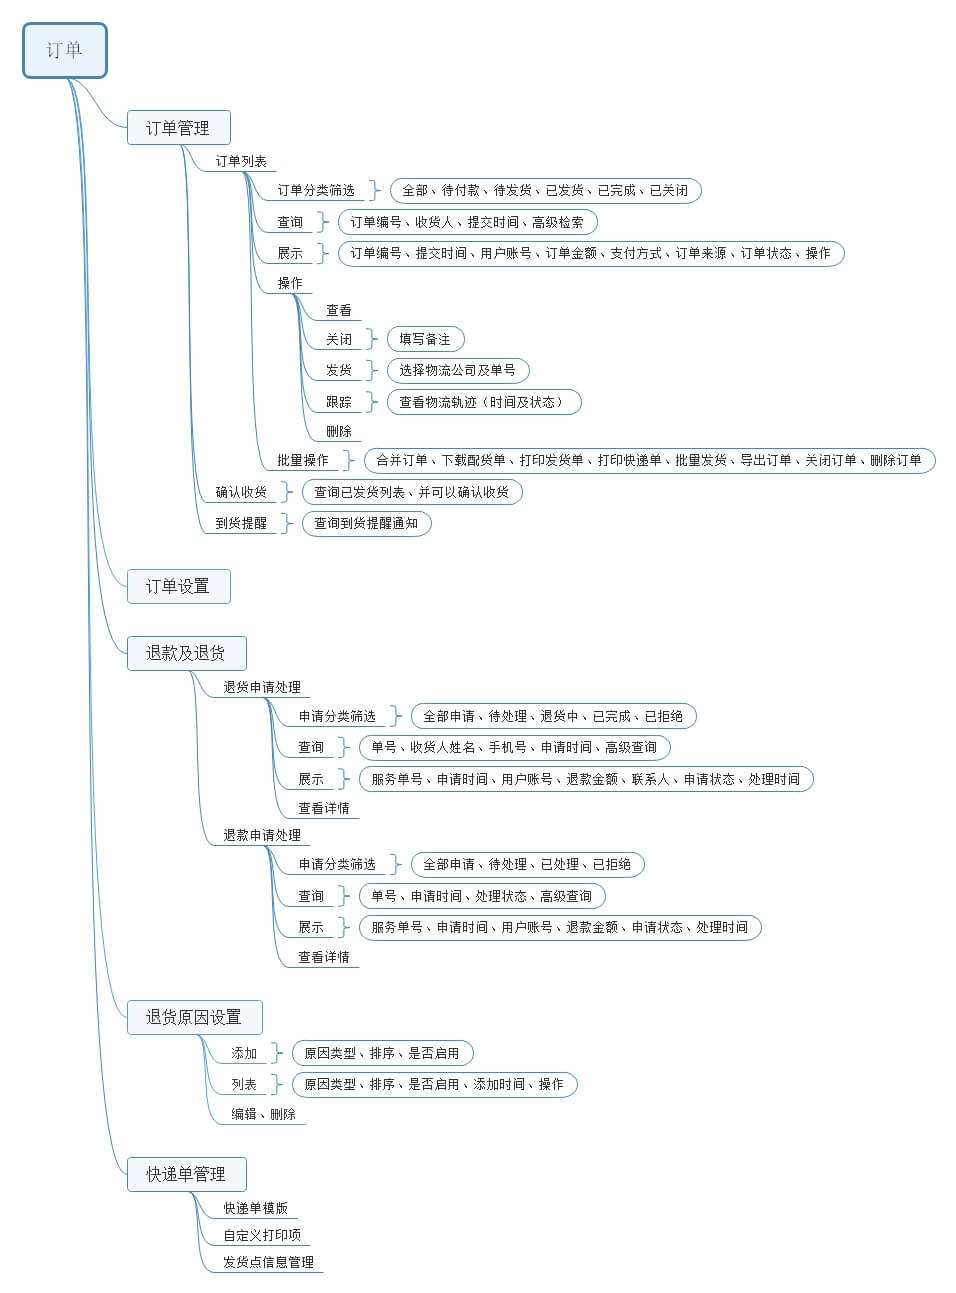 订单
订单管理
订单列表
订单分类筛选 全部、待付款、待发货、已发货、已完成、已关闭
查询 订单编号、收货人、提交时间、高级检索
展示 订单编号、提交时间、用户账号、订单金额、支付方式、订单来源、订单状态、操作
操作
查看
关闭 填写备注
发货 选择物流公司及单号
跟踪 查看物流轨迹（时间及状态）
删除
批量操作 合并订单、下载配货单、打印发货单、打印快递单、批量发货、导出订单、关闭订单、删除订单
确认收货 查询已发货列表、并可以确认收货
到货提醒 查询到货提醒通知
订单设置
退款及退货
退货申请处理
申请分类筛选 全部申请、待处理、退货中、已完成、已拒绝
查询 单号、收货人姓名、手机号、申请时间、高级查询
展示 服务单号、申请时间、用户账号、退款金额、联系人、申请状态、处理时间
查看详情
退款申请处理
申请分类筛选 全部申请、待处理、已处理、已拒绝
查询 单号、申请时间、处理状态、高级查询
展示 服务单号、申请时间、用户账号、退款金额、申请状态、处理时间
查看详情
退货原因设置
添加 原因类型、排序、是否启用
列表 原因类型、排序、是否启用、添加时间、操作
编辑、删除
快递单管理
快递单模版
自定义打印项
发货点信息管理